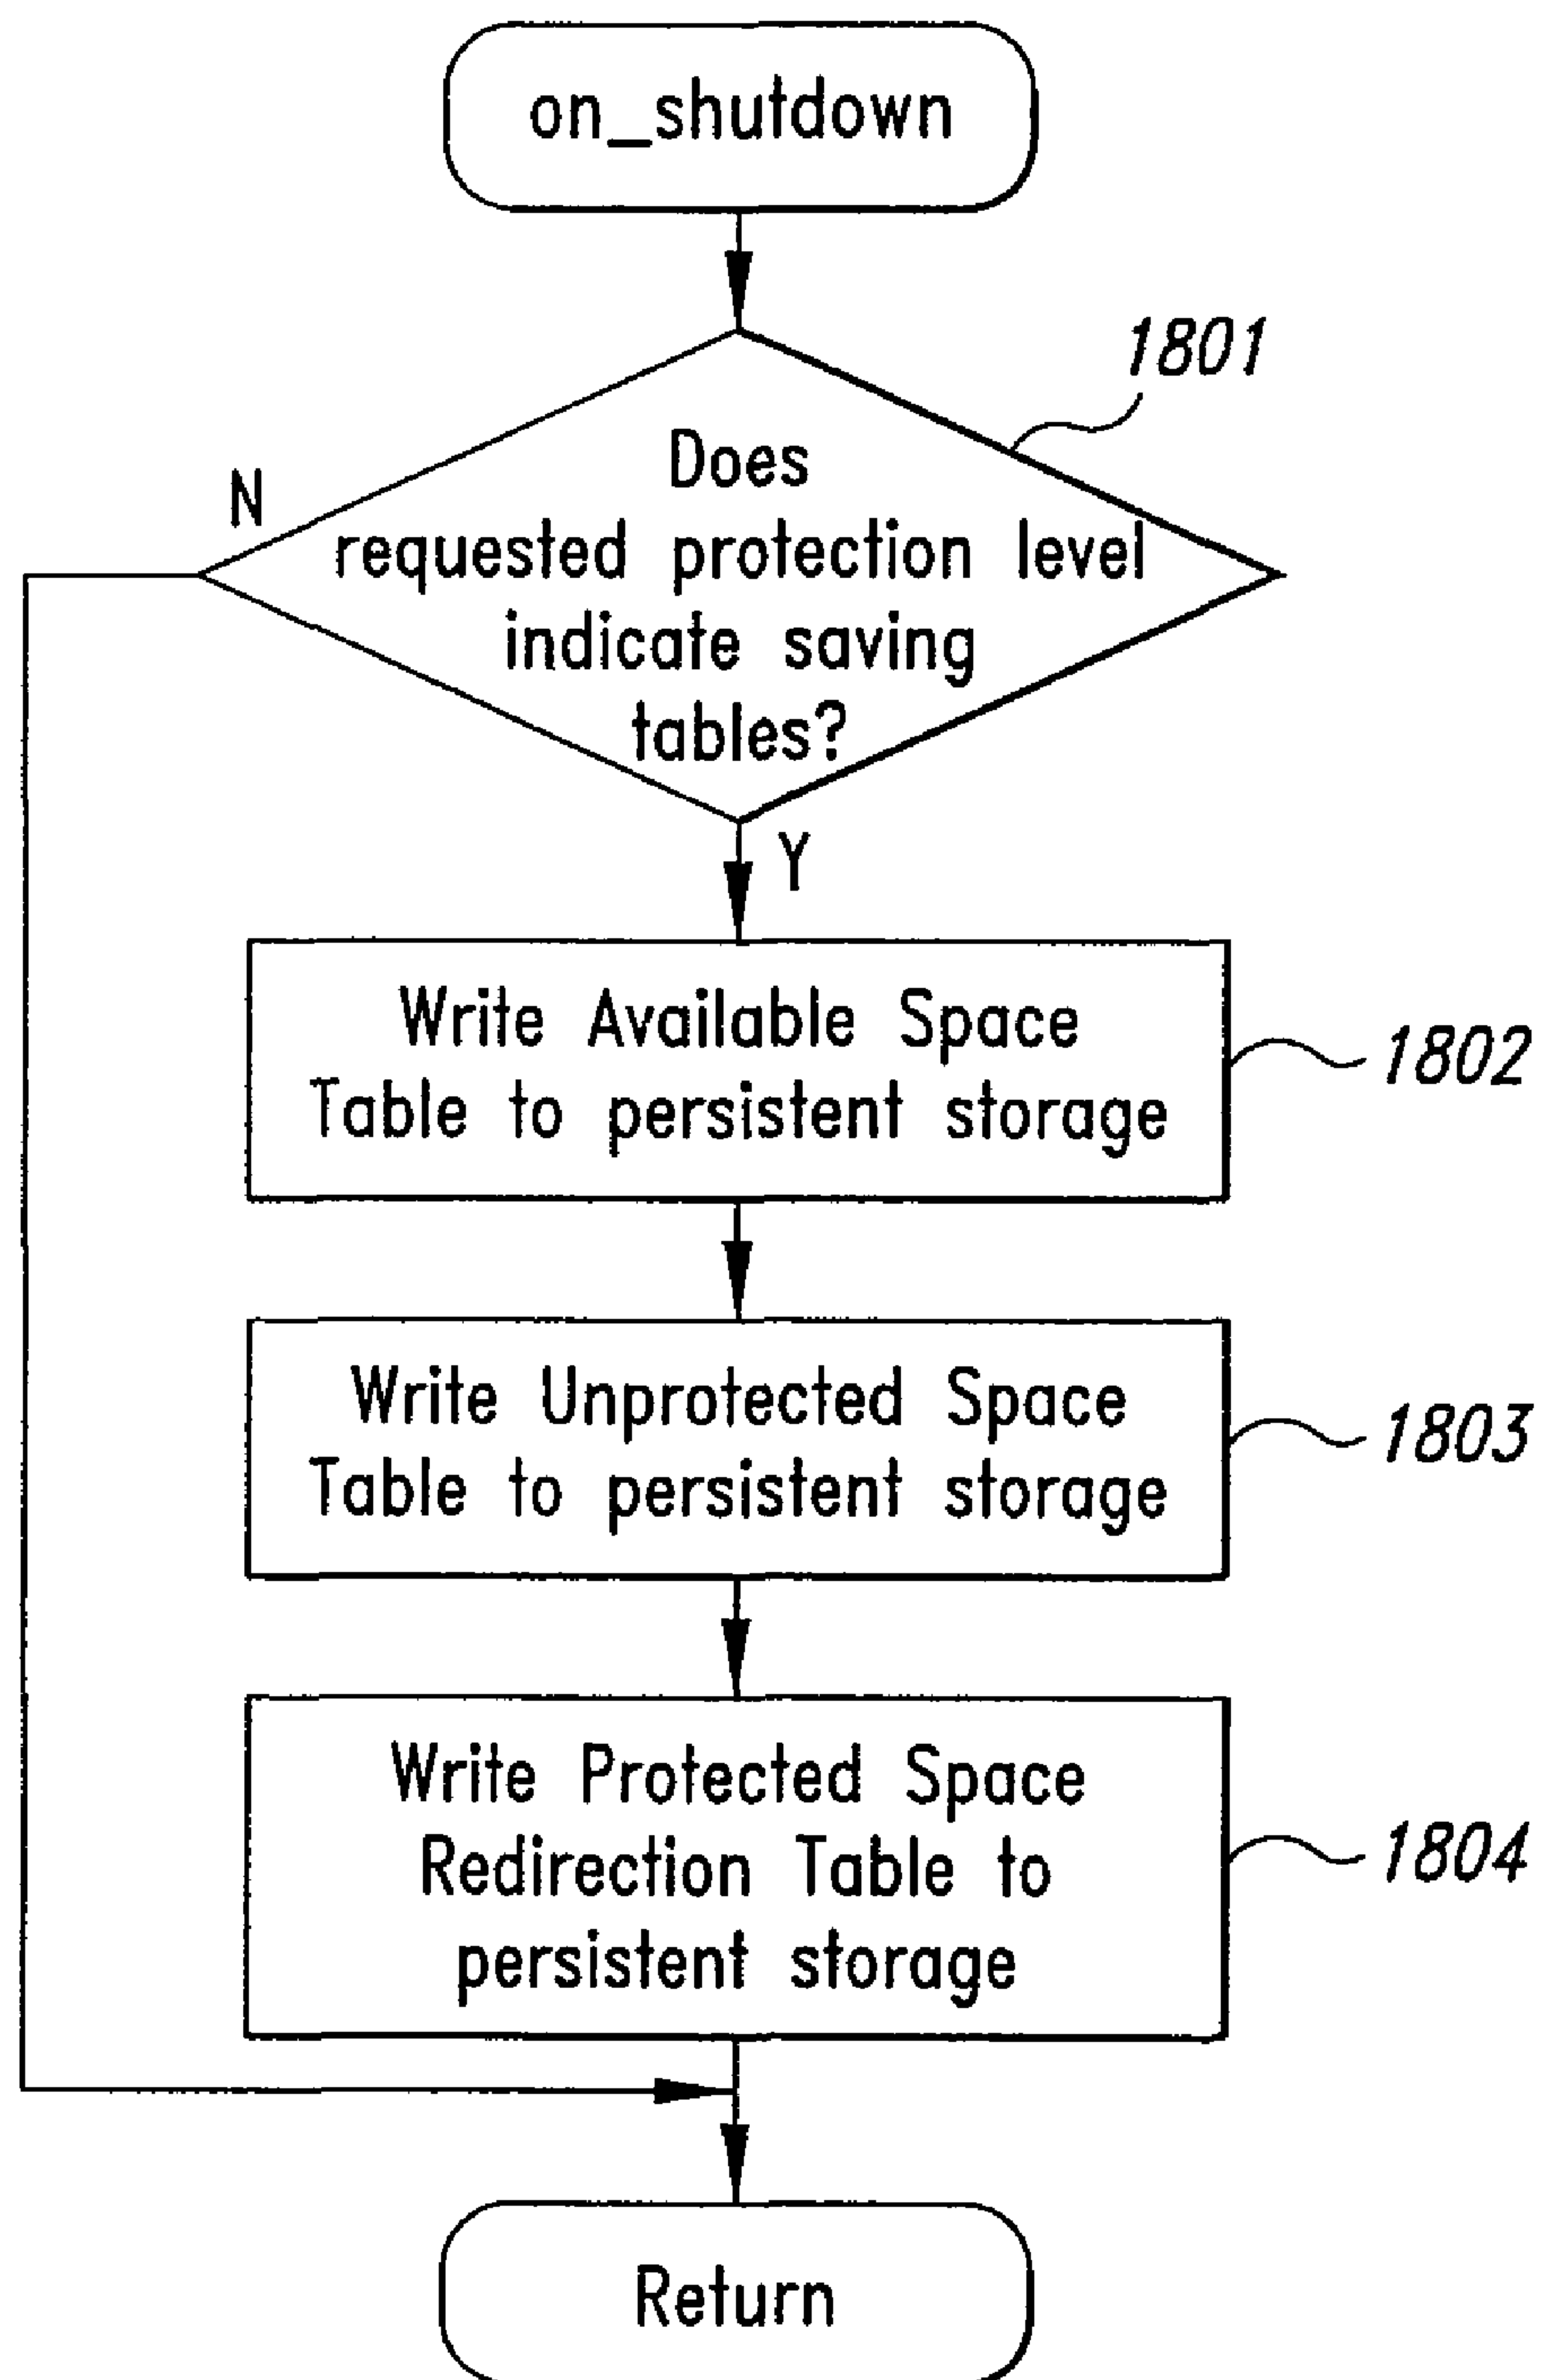 on_shutdown
1801
Does
requested protection level
indicate saving
tables?
N
Y
Write Available Space
Table to persistent storage
1802
Write Unprotected Space
Table to persistent storage
1803
Write Protected Space
Redirection Table to
persistent storage
1804
Return